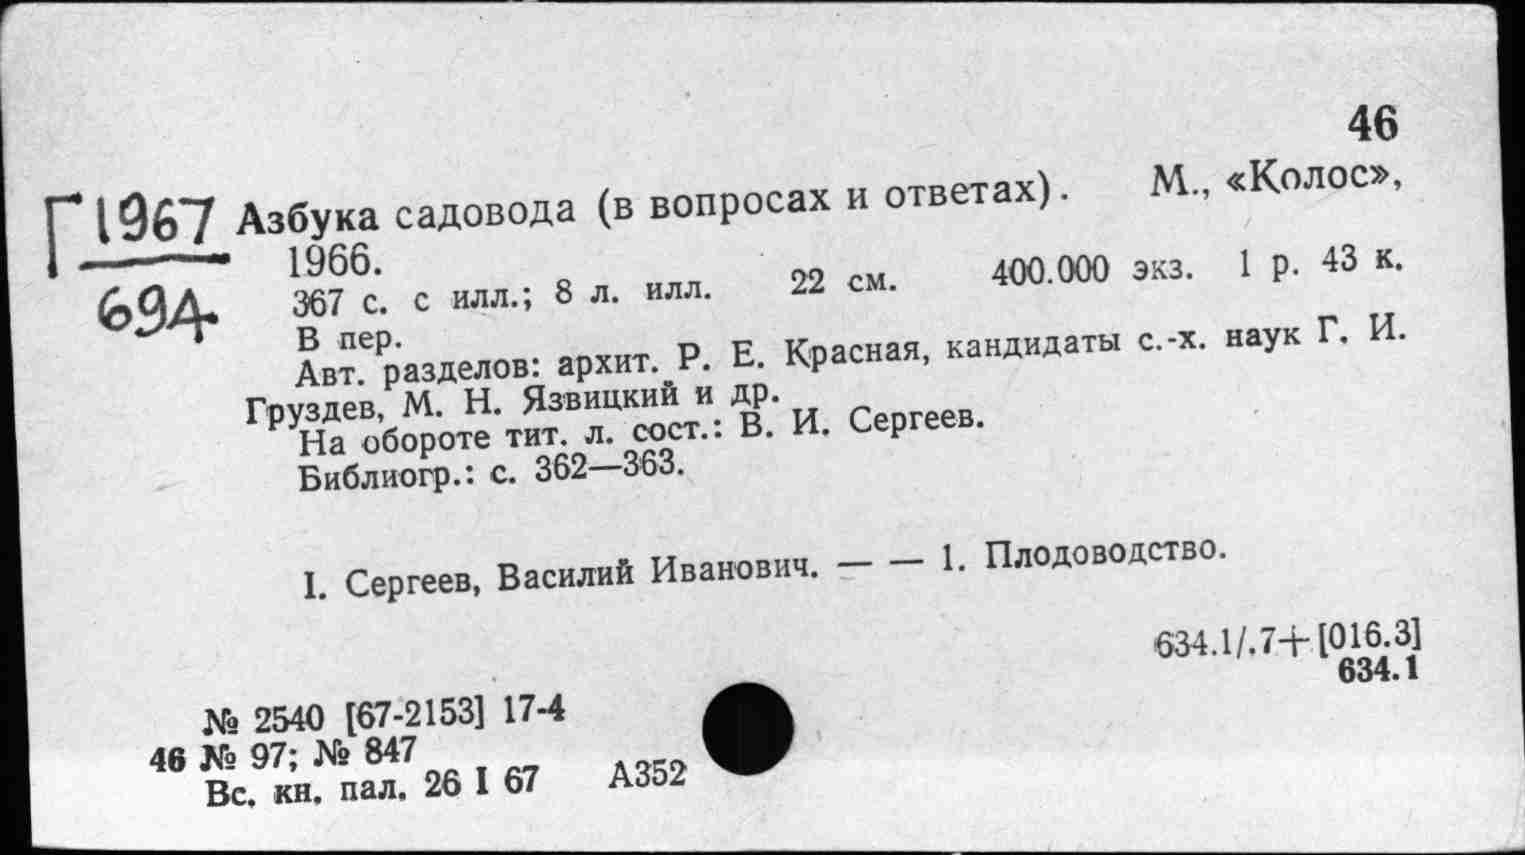 46
Г 1967 Азбука садовода (в вопросах и ответах). М., «Колос»,
694 1966.
367 с. с илл.; 8 л. илл. 22 см. 400.000 экз. 1 р. 43 к.
В пер.
Авт. разделов: архит. Р. Е. Красная, кандидаты с.-х. наук Г. И.
Груздев, М. Н. Язвицкий и др.
На обороте тит. л. сост.: В. И. Сергеев.
Библиогр.: с. 362—363.
I. Сергеев, Василий Иванович. — — 1. Плодоводство.
634.1/.7+[016.3]
634.1
№ 2540 [67-2153] 17-4
46 № 97; № 847
Вс. кн. пал. 26 I 67 А352